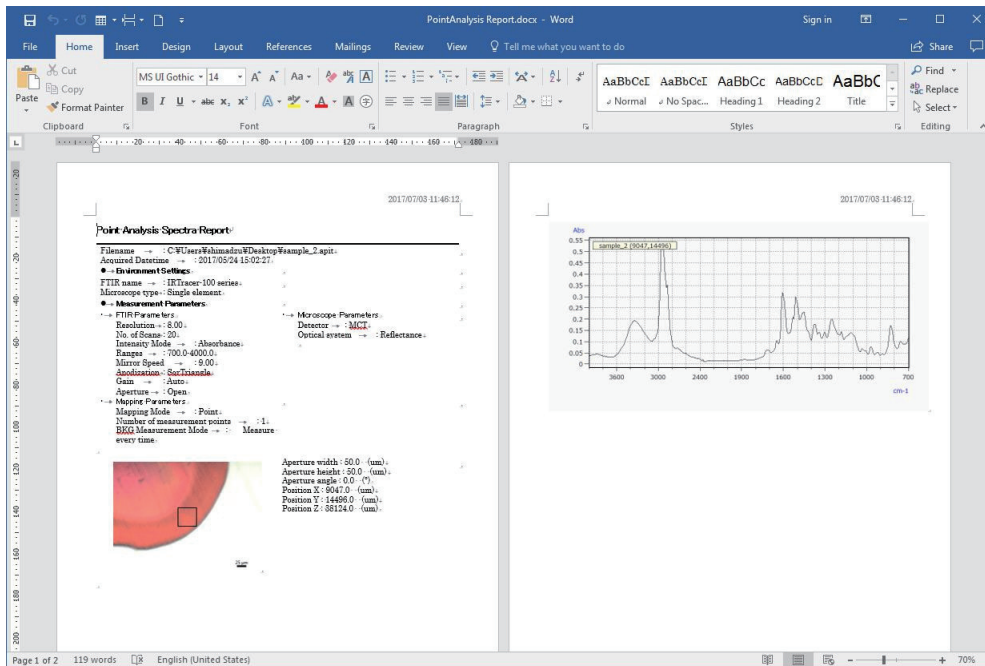 PointAnalysis Report.docx - Word
Sign in
File Home Insert Design Layout References Mailings Review View Tell me what you want to do Share
Paste
Cut
Copy
Format Painter
Clipboard
MS UI Gothic 14
Font
Paragraph
AaBbCcI AaBbCcI AaBbCc AaBbCcC AaBbC
Normal No Spac... Heading 1 Heading 2 Title
Styles
Find
Replace
Select
Editing
20 40 60 80 100 120 140 160 180
2017/07/03 11:46:12
Point Analysis Spectra Report
Filename → : C:¥Users¥shimadzu¥Desktop¥sample_2.apit
Acquired Datetime → : 2017/05/24 15:02:27
● → Environment Settings
FTIR name → : IRTracer-100 series
Microscope type : Single element
● → Measurement Parameters
→ FTIR Parameters
Resolution → : 8.00
No. of Scans : 20
Intensity Mode → : Absorbance
Ranges → : 700.0-4000.0
Mirror Speed → : 9.00
Apodization : SqrTriangle
Gain → : Auto
Aperture → : Open
→ Mapping Parameters
Mapping Mode → : Point
Number of measurement points → : 1
BKG Measurement Mode → : Measure
every time
→ Microscope Parameters
Detector → : MCT
Optical system → : Reflectance
Aperture width : 50.0 (um)
Aperture height : 50.0 (um)
Aperture angle : 0.0 (°)
Position X : 9047.0 (um)
Position Y : 14496.0 (um)
Position Z : 38124.0 (um)
2017/07/03 11:46:12
Abs
sample_2 (9047,14496)
0.55
0.5
0.45
0.4
0.35
0.3
0.25
0.2
0.15
0.1
0.05
0
3600 3000 2400 1900 1600 1300 1000 700
cm-1
Page 1 of 2 119 words English (United States) 70%